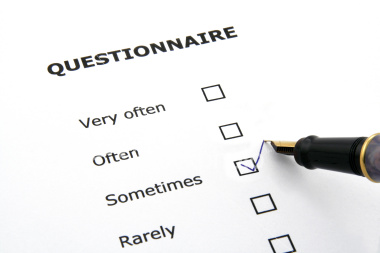 QUESTIONNAIRE
Very often
Often
Sometimes
Rarely